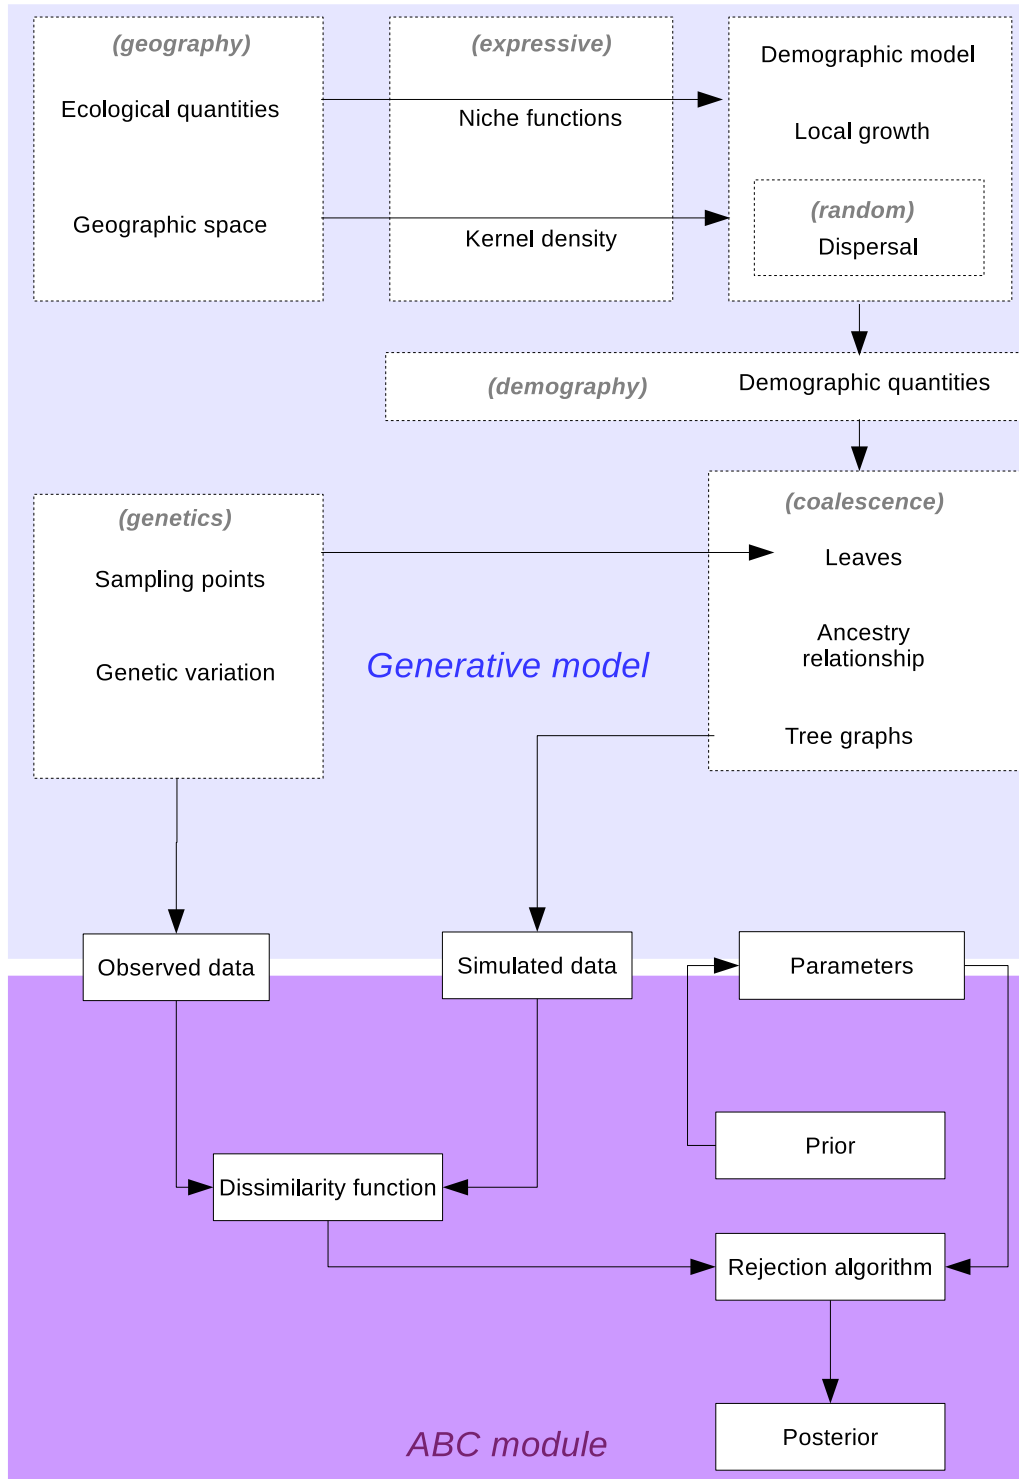 (geography)
(expressive)
Demographic model
Ecological quantities
Niche functions
Local growth
Geographic space
Kernel density
(random)
Dispersal
(demography)
Demographic quantities
(genetics)
(coalescence)
Sampling points
Leaves
Genetic variation
Generative model
Ancestry
relationship
Tree graphs
Observed data
Simulated data
Parameters
Prior
Dissimilarity function
Rejection algorithm
Posterior
ABC module